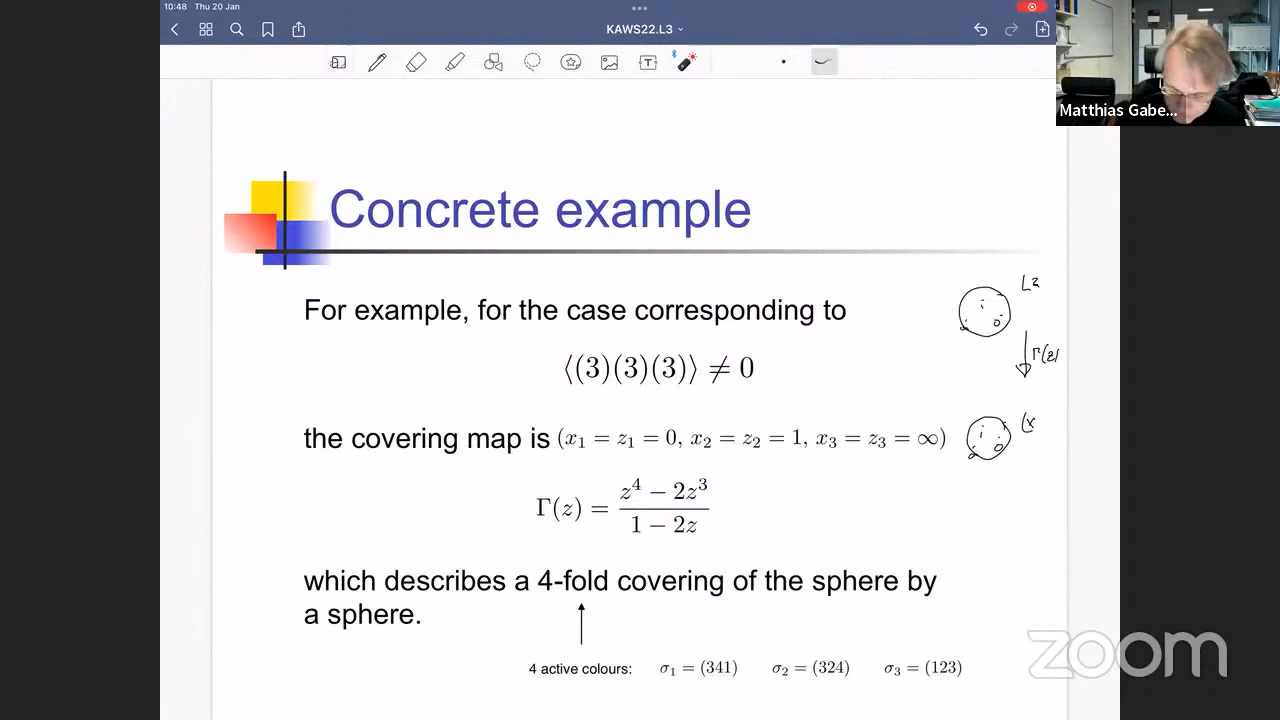 10:48 Thu 20 Jan
KAWS22.L3
Matthias Gabe...
Concrete example
For example, for the case corresponding to
⟨(3)(3)(3)⟩ ≠ 0
Γ(z)
the covering map is (x₁ = z₁ = 0, x₂ = z₂ = 1, x₃ = z₃ = ∞)
Γ(z) = (z⁴ − 2z³)/(1 − 2z)
which describes a 4-fold covering of the sphere by
a sphere.
4 active colours: σ₁ = (341) σ₂ = (324) σ₃ = (123)
zoom